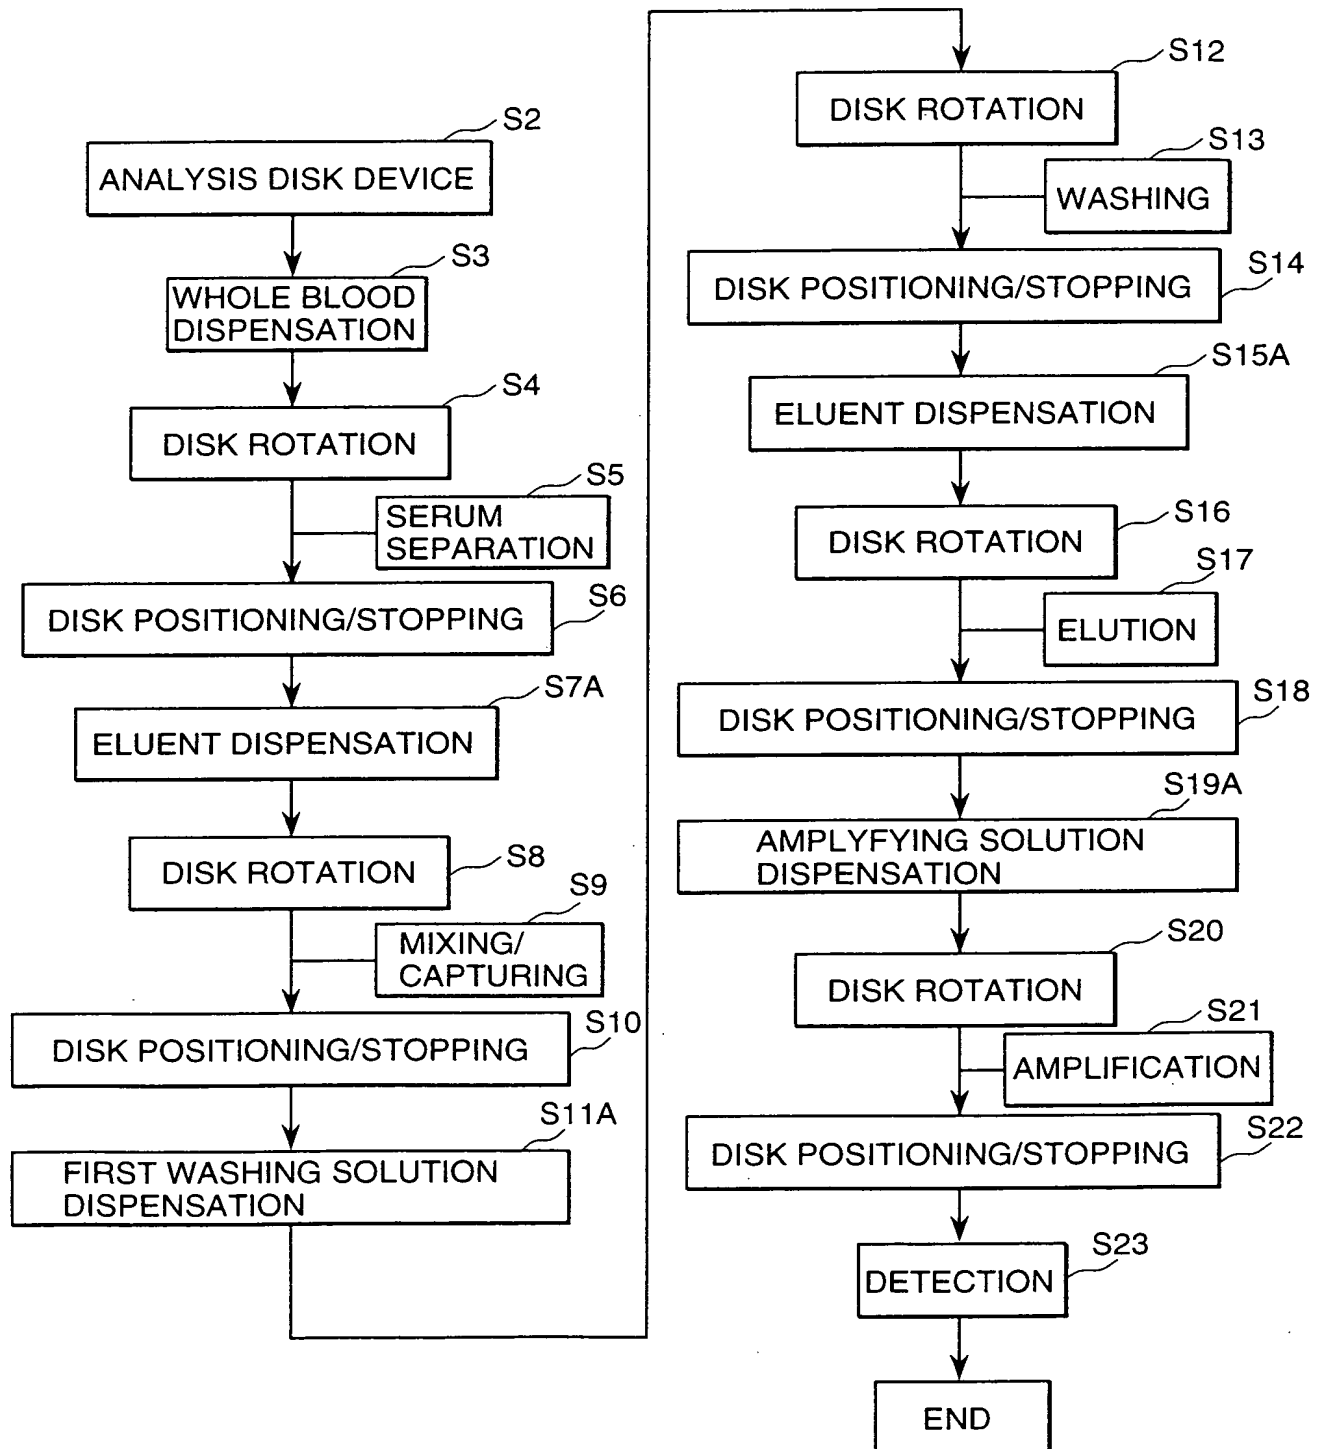 S2
ANALYSIS DISK DEVICE
S3
WHOLE BLOOD
DISPENSATION
S4
DISK ROTATION
S5
SERUM
SEPARATION
S6
DISK POSITIONING/STOPPING
S7A
ELUENT DISPENSATION
S8
DISK ROTATION
S9
MIXING/
CAPTURING
S10
DISK POSITIONING/STOPPING
S11A
FIRST WASHING SOLUTION
DISPENSATION
S12
DISK ROTATION
S13
WASHING
S14
DISK POSITIONING/STOPPING
S15A
ELUENT DISPENSATION
S16
DISK ROTATION
S17
ELUTION
S18
DISK POSITIONING/STOPPING
S19A
AMPLYFYING SOLUTION
DISPENSATION
S20
DISK ROTATION
S21
AMPLIFICATION
S22
DISK POSITIONING/STOPPING
S23
DETECTION
END